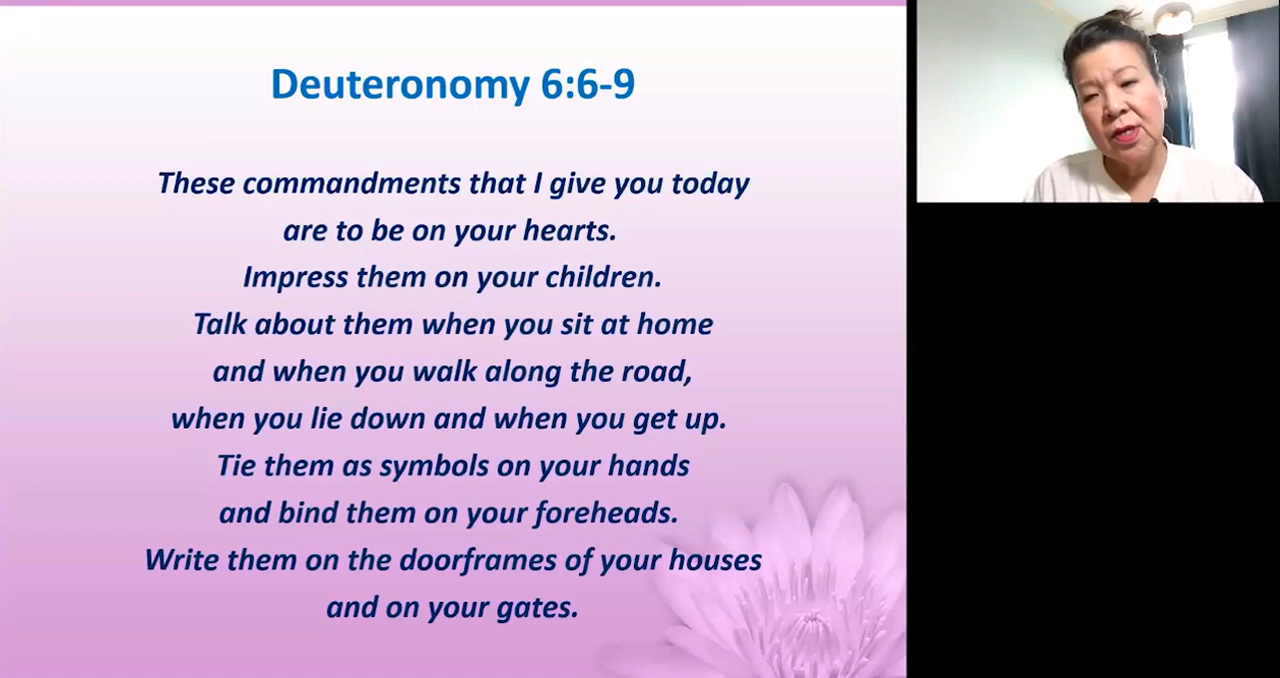 Deuteronomy 6:6-9
These commandments that I give you today
are to be on your hearts.
Impress them on your children.
Talk about them when you sit at home
and when you walk along the road,
when you lie down and when you get up.
Tie them as symbols on your hands
and bind them on your foreheads.
Write them on the doorframes of your houses
and on your gates.